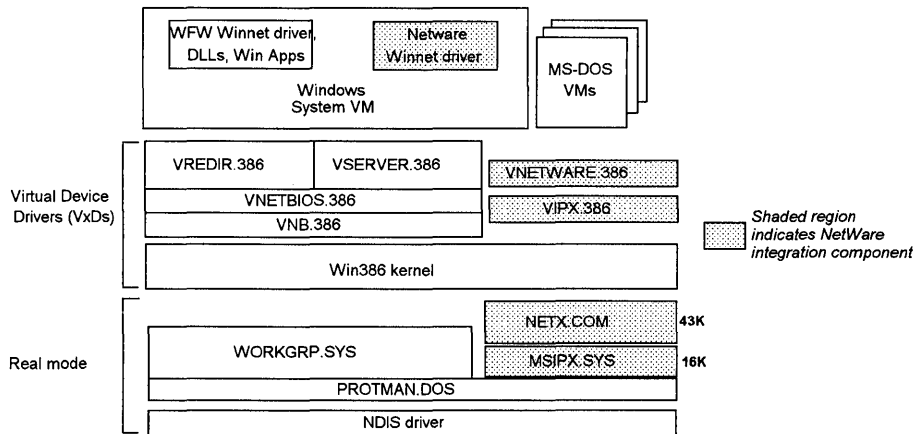 WFW Winnet driver,
DLLs, Win Apps
Netware
Winnet driver
Windows
System VM
MS-DOS
VMs
Virtual Device
Drivers (VxDs)
VREDIR.386
VSERVER.386
VNETBIOS.386
VNB.386
VNETWARE.386
VIPX.386
Win386 kernel
Shaded region
indicates NetWare
integration component
Real mode
WORKGRP.SYS
NETX.COM
43K
MSIPX.SYS
16K
PROTMAN.DOS
NDIS driver